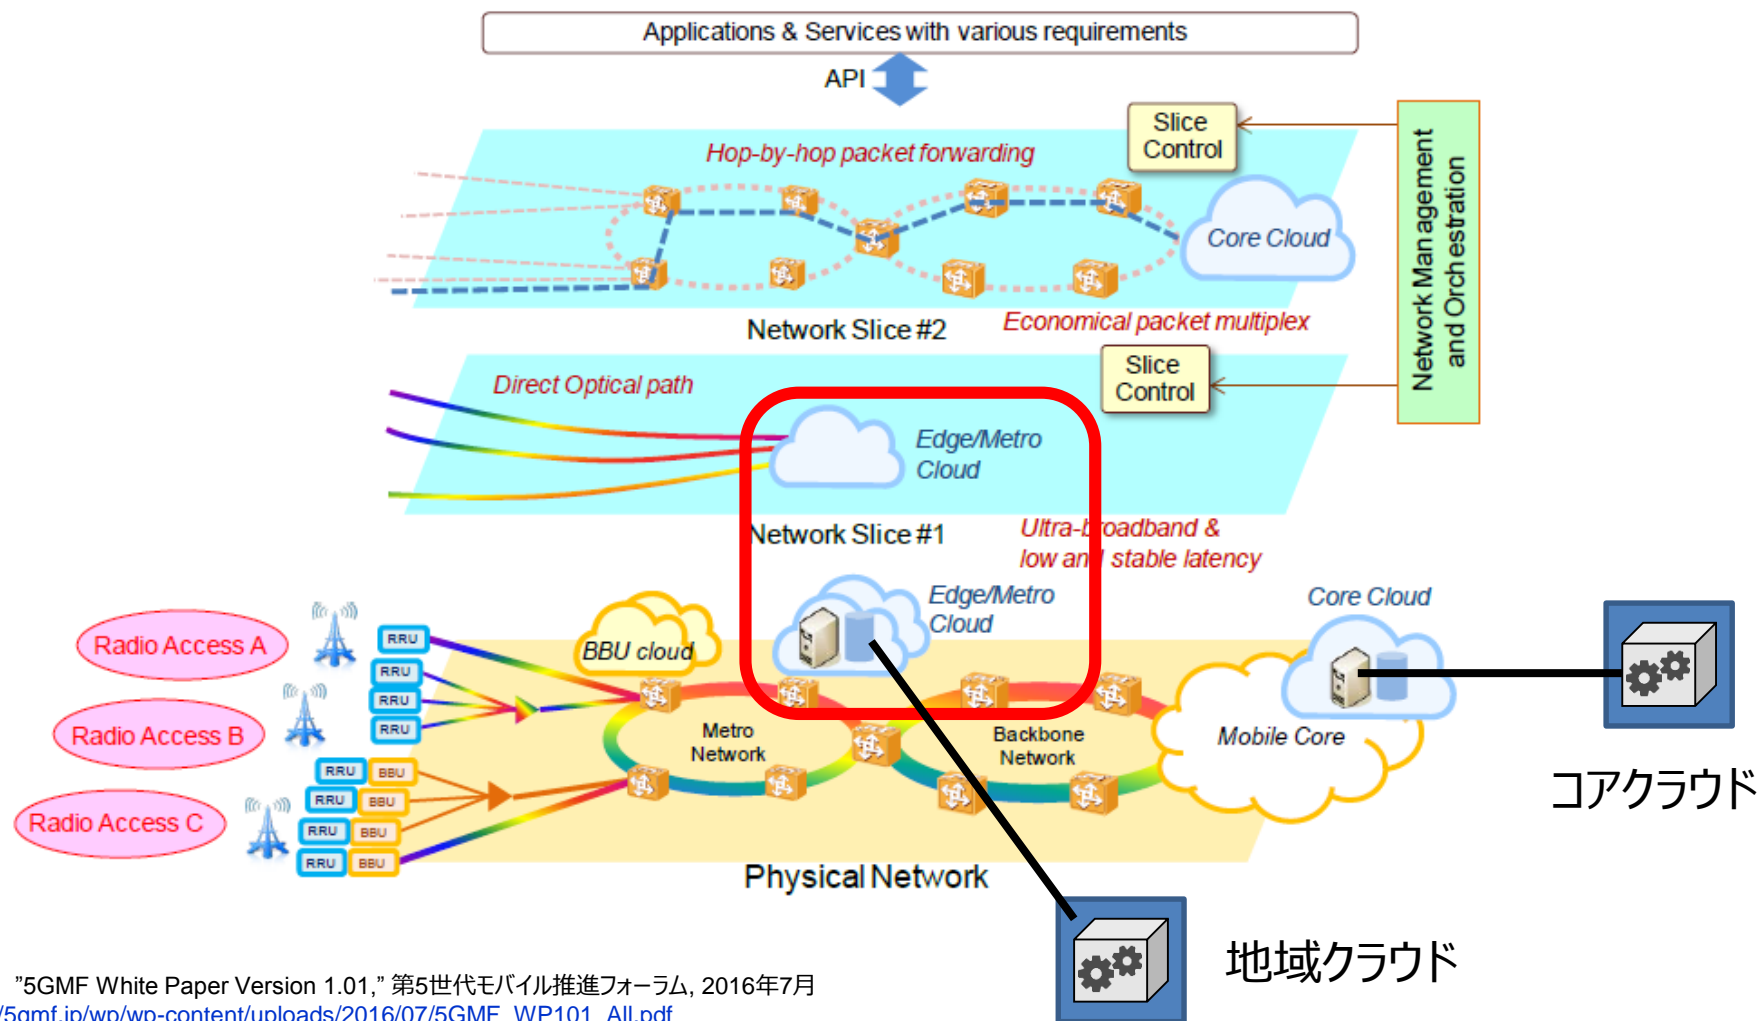 Applications & Services with various requirements
API
Slice
Control
Hop-by-hop packet forwarding
Core Cloud
Network Management
and Orchestration
Network Slice #2
Economical packet multiplex
Slice
Control
Direct Optical path
Edge/Metro
Cloud
Network Slice #1
Ultra-broadband &
low and stable latency
Edge/Metro
Cloud
Core Cloud
Radio Access A
RRU
BBU cloud
RRU
RRU
RRU
Radio Access B
Metro
Network
Backbone
Network
Mobile Core
RRU BBU
RRU BBU
RRU BBU
RRU BBU
Radio Access C
コアクラウド
Physical Network
地域クラウド
”5GMF White Paper Version 1.01,” 第5世代モバイル推進フォーラム, 2016年7月
/5gmf.jp/wp/wp-content/uploads/2016/07/5GMF_WP101_All.pdf